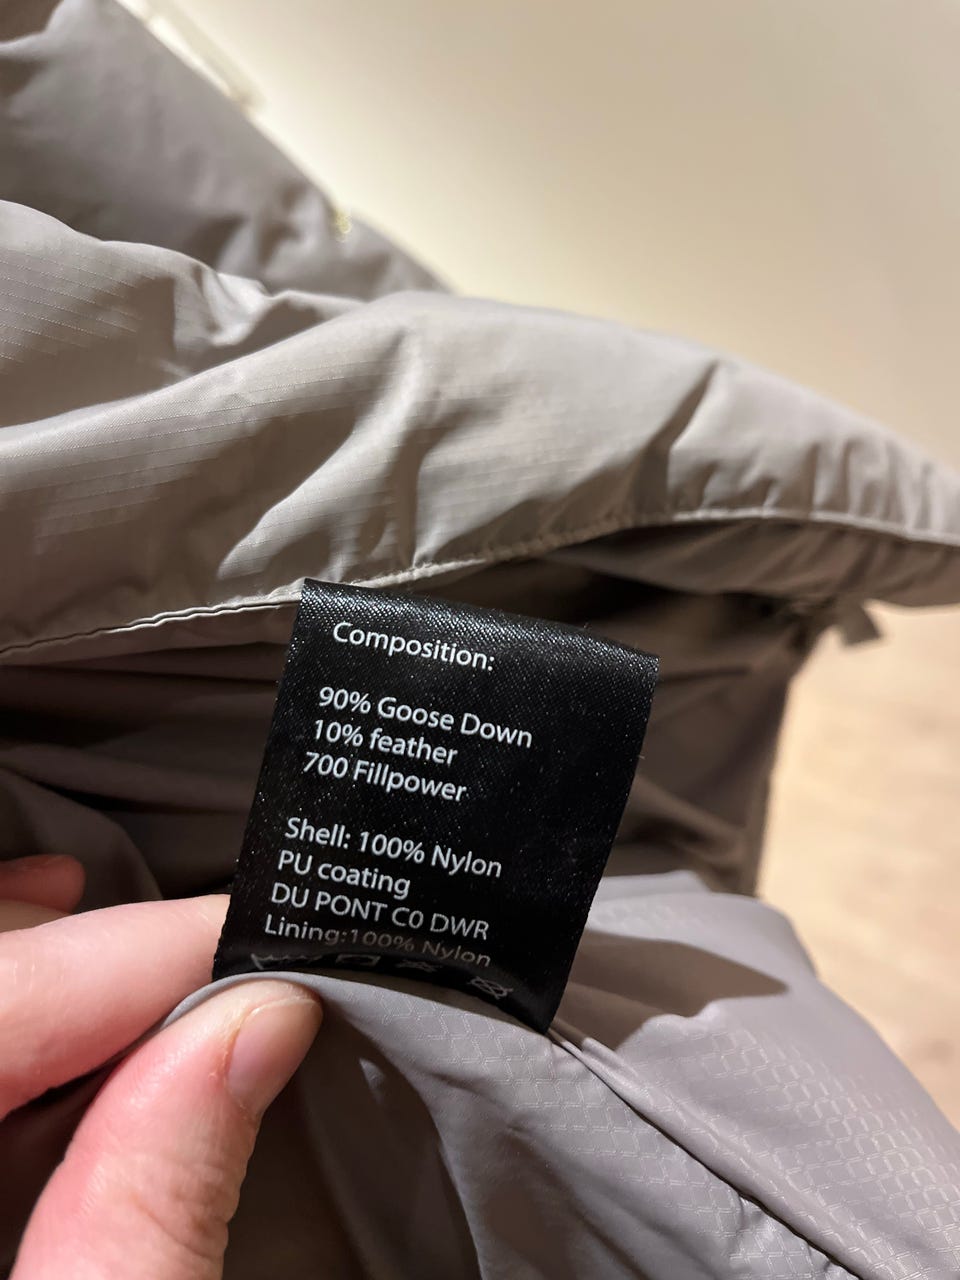 Composition:
90% Goose Down
10% feather
700 Fillpower
Shell: 100% Nylon
PU coating
DU PONT C0 DWR
Lining:100% Nylon